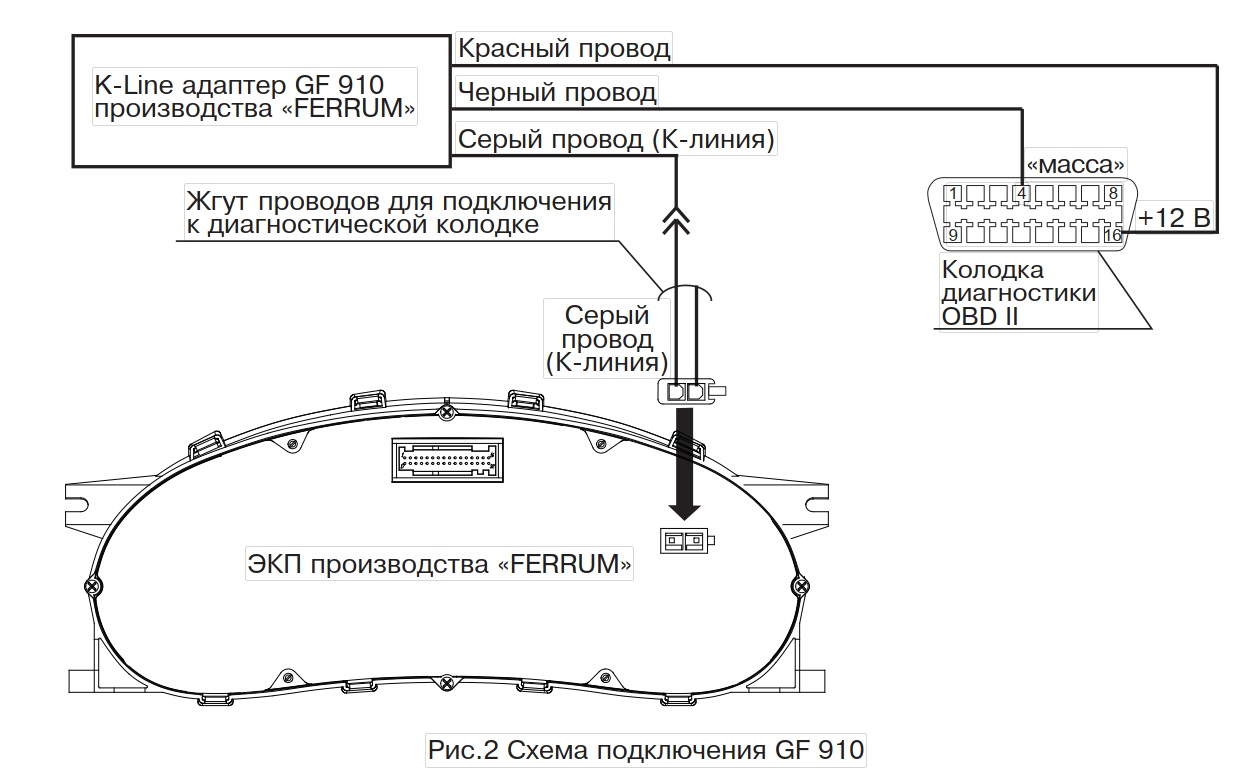 Красный провод
K-Line адаптер GF 910
производства «FERRUM»
Черный провод
Серый провод (К-линия)
«масса»
Жгут проводов для подключения
к диагностической колодке
1 4 8
9 16
+12 В
Колодка
диагностики
OBD II
Серый
провод
(К-линия)
ЭКП производства «FERRUM»
Рис.2 Схема подключения GF 910